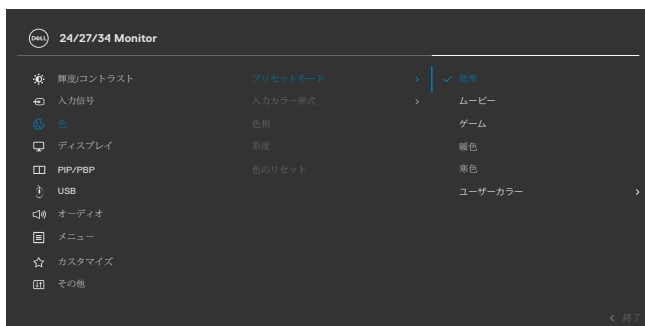 DELL
24/27/34 Monitor
輝度/コントラスト
入力信号
色
ディスプレイ
PIP/PBP
USB
オーディオ
メニュー
カスタマイズ
その他
プリセットモード
入力カラー形式
色相
彩度
色のリセット
標準
ムービー
ゲーム
暖色
寒色
ユーザーカラー
終了